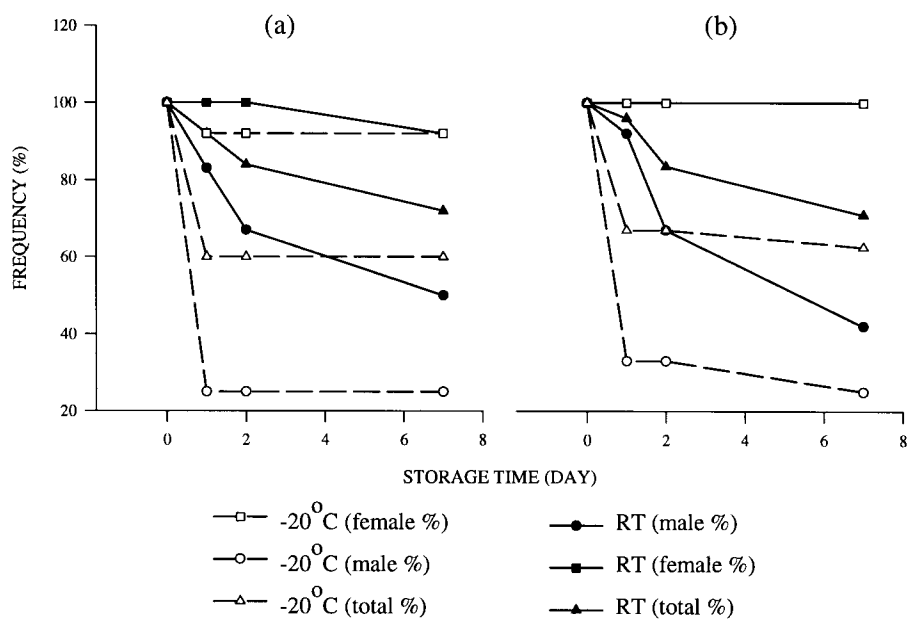 (a)
(b)
120
100
80
60
40
20
FREQUENCY (%)
0 2 4 6 8
0 2 4 6 8
STORAGE TIME (DAY)
-20°C (female %)
-20°C (male %)
-20°C (total %)
RT (male %)
RT (female %)
RT (total %)